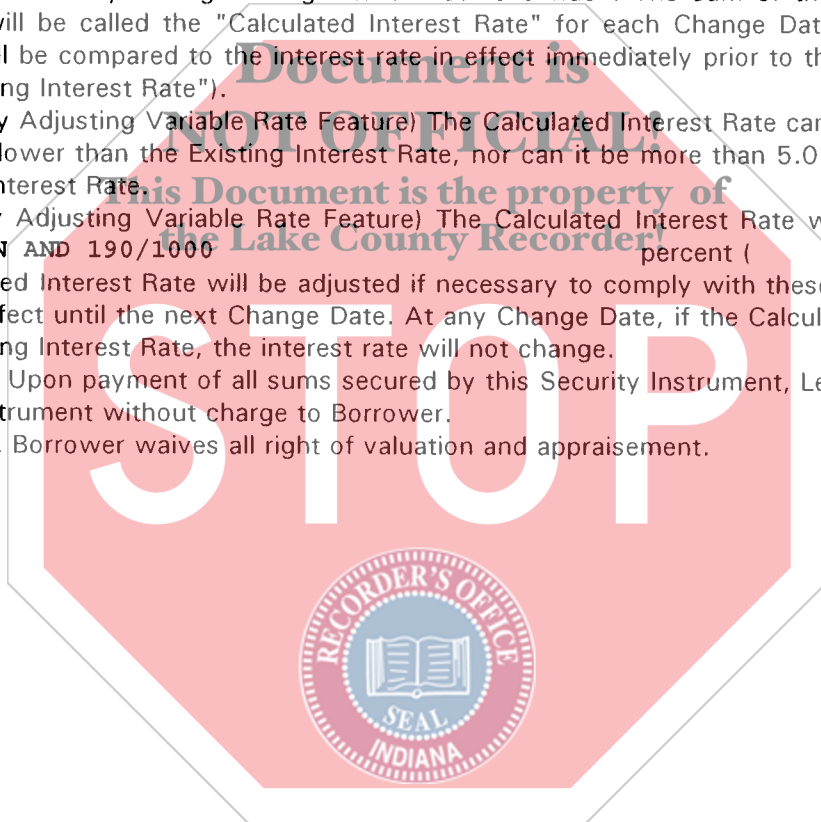 will be called the "Calculated Interest Rate" for each Change Dat
l be compared to the interest rate in effect immediately prior to th
ng Interest Rate").
y Adjusting Variable Rate Feature) The Calculated Interest Rate can
lower than the Existing Interest Rate, nor can it be more than 5.0
nterest Rate.
y Adjusting Variable Rate Feature) The Calculated Interest Rate w
N AND 190/1000 percent (
ed Interest Rate will be adjusted if necessary to comply with these
ffect until the next Change Date. At any Change Date, if the Calcul
ng Interest Rate, the interest rate will not change.
Upon payment of all sums secured by this Security Instrument, Le
trument without charge to Borrower.
. Borrower waives all right of valuation and appraisement.
Document is
NOT OFFICIAL!
This Document is the property of
the Lake County Recorder!
STOP
RECORDER'S OFFICE
SEAL
INDIANA